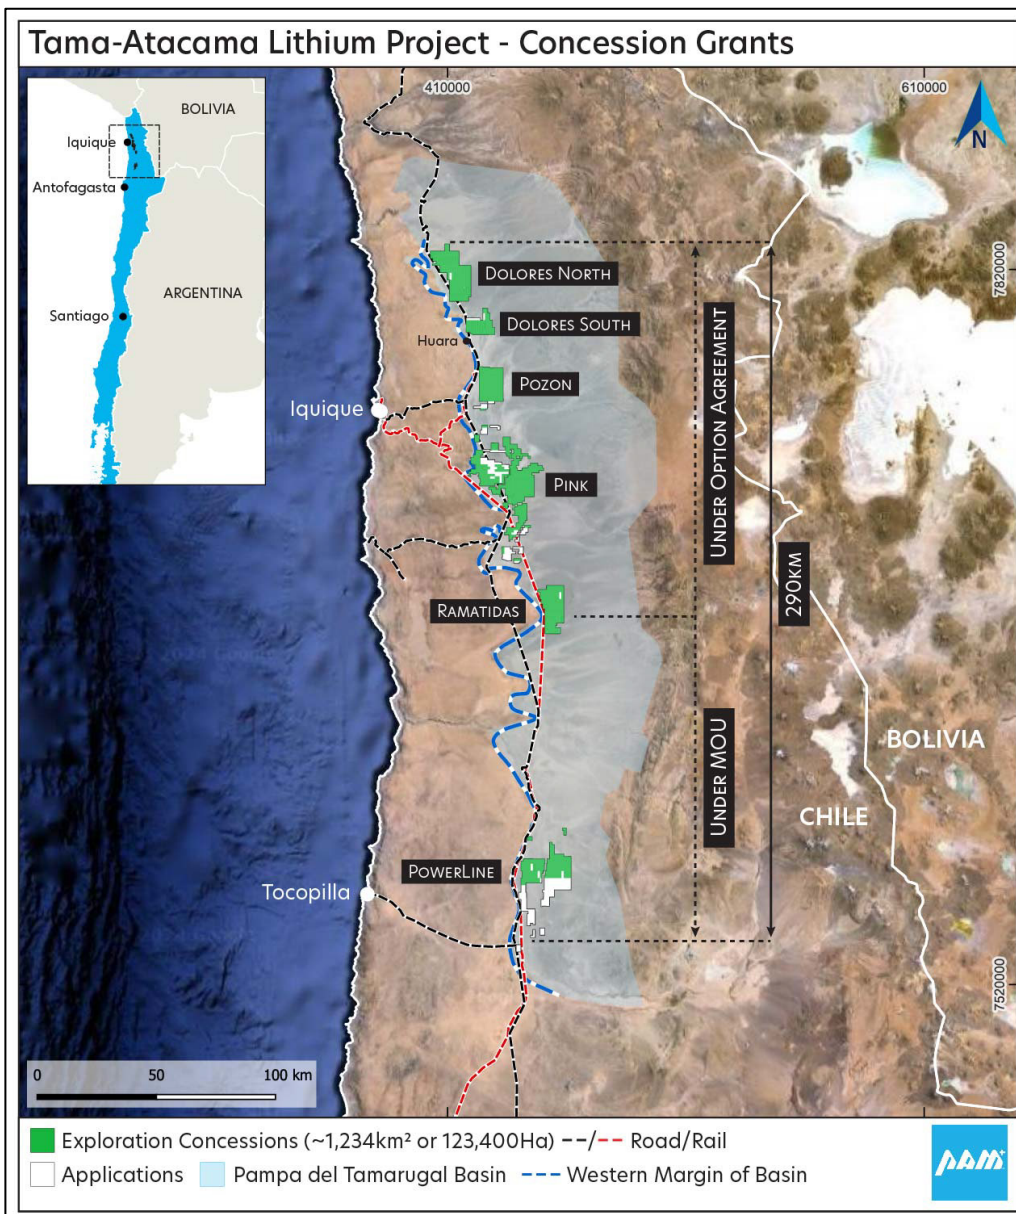 Tama-Atacama Lithium Project - Concession Grants
410000
610000
BOLIVIA
Iquique
Antofagasta
ARGENTINA
Santiago
N
7820000
DOLORES NORTH
DOLORES SOUTH
Huara
POZON
Iquique
PINK
UNDER OPTION AGREEMENT
290KM
RAMATIDAS
UNDER MOU
BOLIVIA
CHILE
POWERLINE
Tocopilla
7520000
0 50 100 km
Exploration Concessions (~1,234km² or 123,400Ha) Road/Rail
Applications Pampa del Tamarugal Basin Western Margin of Basin
PAM